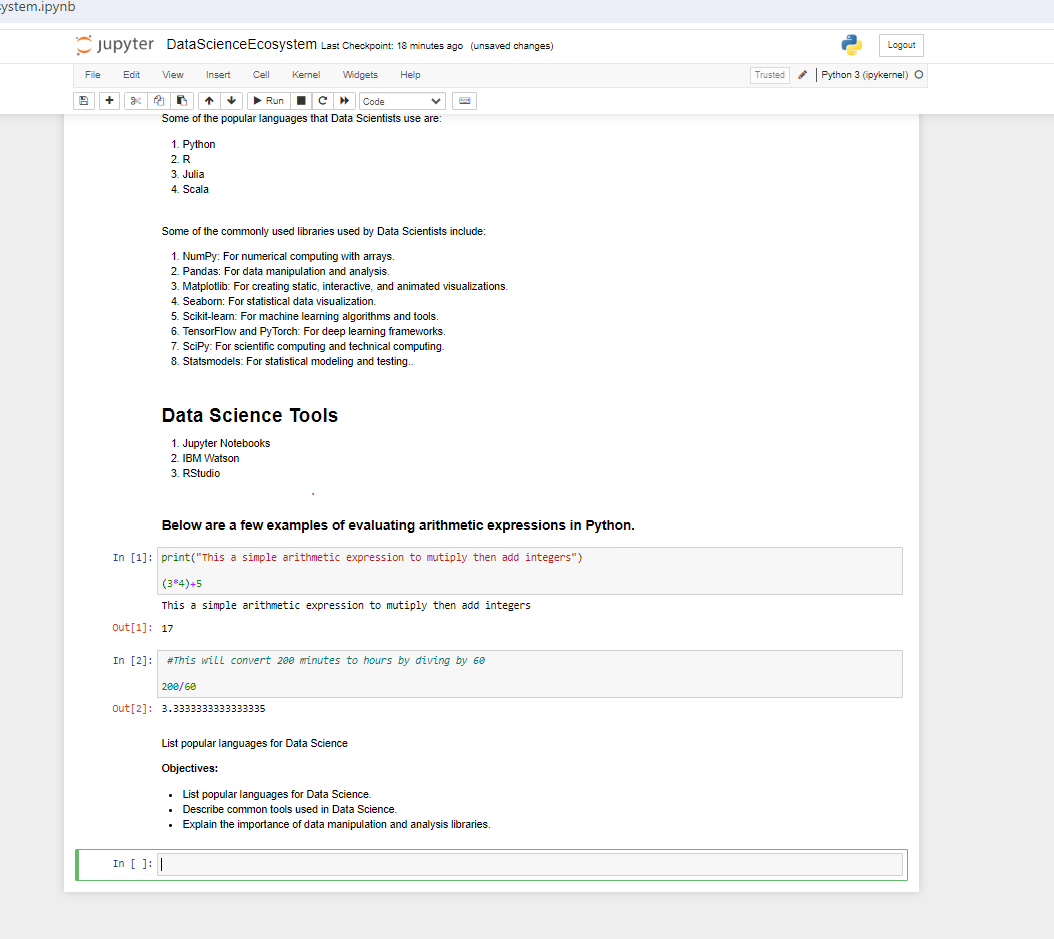 ystem.ipynb
jupyter DataScienceEcosystem Last Checkpoint: 18 minutes ago (unsaved changes) Logout
File Edit View Insert Cell Kernel Widgets Help Trusted Python 3 (ipykernel)
Run Code
Some of the popular languages that Data Scientists use are:
1. Python
2. R
3. Julia
4. Scala
Some of the commonly used libraries used by Data Scientists include:
1. NumPy: For numerical computing with arrays.
2. Pandas: For data manipulation and analysis.
3. Matplotlib: For creating static, interactive, and animated visualizations.
4. Seaborn: For statistical data visualization.
5. Scikit-learn: For machine learning algorithms and tools.
6. TensorFlow and PyTorch: For deep learning frameworks.
7. SciPy: For scientific computing and technical computing.
8. Statsmodels: For statistical modeling and testing..
Data Science Tools
1. Jupyter Notebooks
2. IBM Watson
3. RStudio
Below are a few examples of evaluating arithmetic expressions in Python.
In [1]: print("This a simple arithmetic expression to mutiply then add integers")
(3*4)+5
This a simple arithmetic expression to mutiply then add integers
Out[1]: 17
In [2]: #This will convert 200 minutes to hours by diving by 60
200/60
Out[2]: 3.3333333333333335
List popular languages for Data Science
Objectives:
• List popular languages for Data Science.
• Describe common tools used in Data Science.
• Explain the importance of data manipulation and analysis libraries.
In [ ]: